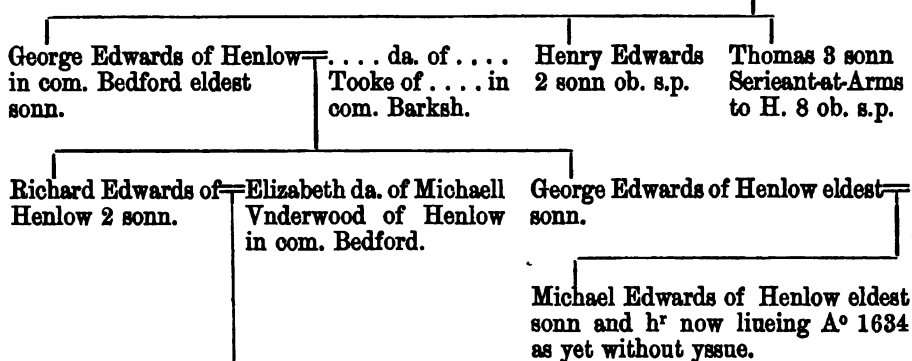 George Edwards of Henlow
in com. Bedford eldest
sonn.
. . . . da. of . . . .
Tooke of . . . . in
com. Barksh.
Henry Edwards
2 sonn ob. s.p.
Thomas 3 sonn
Serieant-at-Arms
to H. 8 ob. s.p.
Richard Edwards of
Henlow 2 sonn.
Elizabeth da. of Michaell
Vnderwood of Henlow
in com. Bedford.
George Edwards of Henlow eldest
sonn.
Michael Edwards of Henlow eldest
sonn and hʳ now liueing Aº 1634
as yet without yssue.